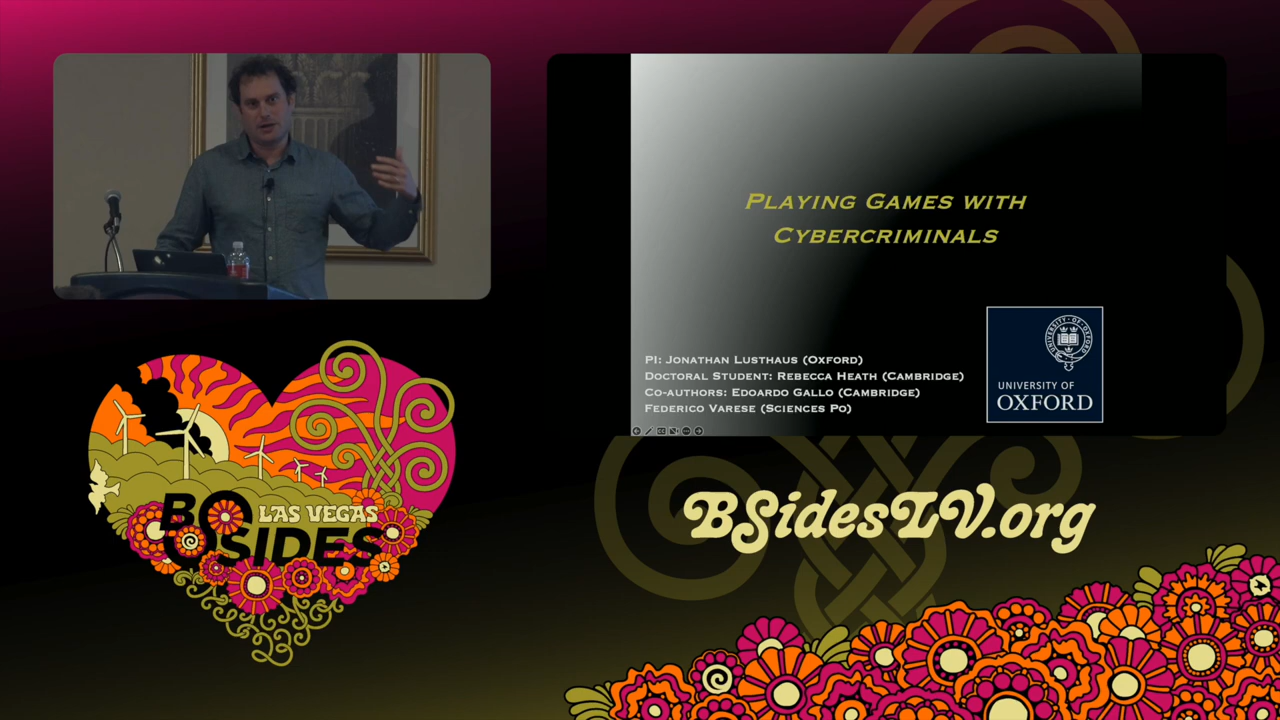 PLAYING GAMES WITH
CYBERCRIMINALS
PI: JONATHAN LUSTHAUS (OXFORD)
DOCTORAL STUDENT: REBECCA HEATH (CAMBRIDGE)
CO-AUTHORS: EDOARDO GALLO (CAMBRIDGE)
FEDERICO VARESE (SCIENCES PO)
UNIVERSITY OF
OXFORD
LAS VEGAS
BSIDES
23
BSidesLV.org